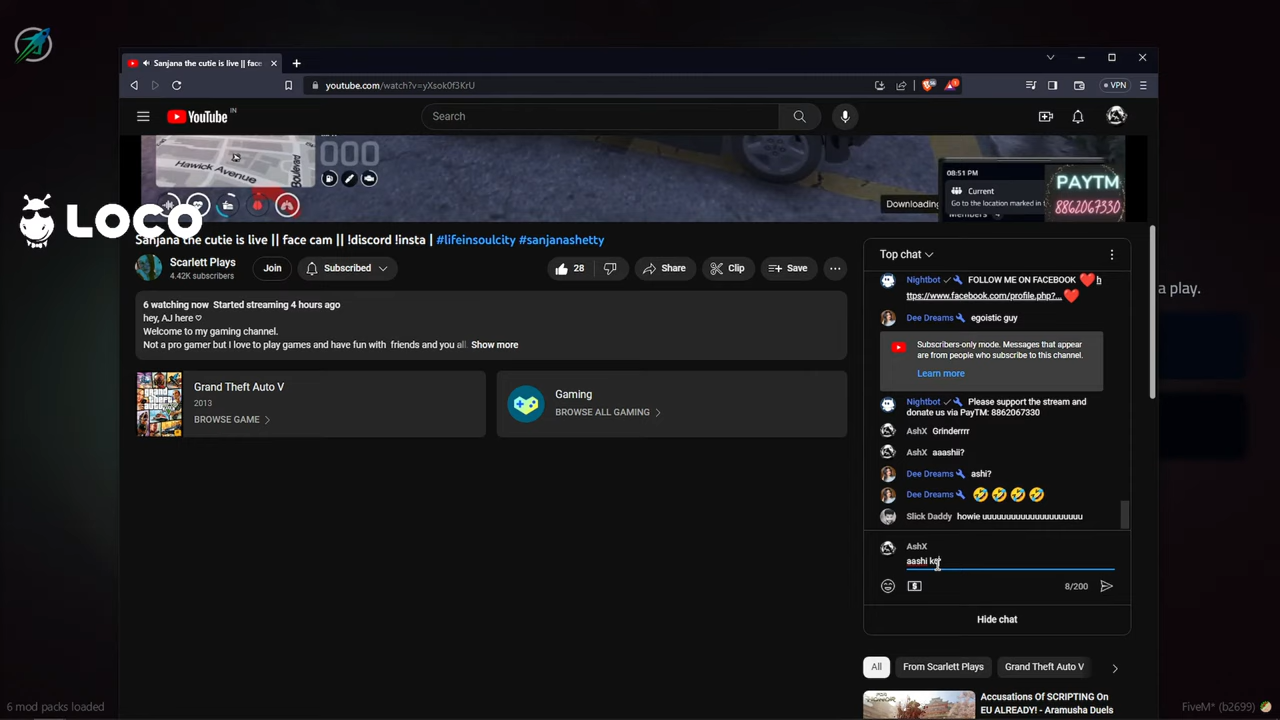 Sanjana the cutie is live || face
youtube.com/watch?v=yXsok0f3KrU
VPN
YouTube IN
Search
Hawick Avenue
Boulevard
000
08:51 PM
Current
Go to the location marked in
Members
Downloading
PAYTM
8862067330
LOCO
Sanjana the cutie is live || face cam || !discord !insta | #lifeinsoulcity #sanjanashetty
Scarlett Plays
4.42K subscribers
Join
Subscribed
28
Share
Clip
Save
6 watching now Started streaming 4 hours ago
hey, AJ here ♡
Welcome to my gaming channel.
Not a pro gamer but I love to play games and have fun with friends and you all. Show more
Grand Theft Auto V
2013
BROWSE GAME
Gaming
BROWSE ALL GAMING
Top chat
Nightbot FOLLOW ME ON FACEBOOK ❤️ h
ttps://www.facebook.com/profile.php?... ❤️
Dee Dreams egoistic guy
Subscribers-only mode. Messages that appear
are from people who subscribe to this channel.
Learn more
Nightbot Please support the stream and
donate us via PayTM: 8862067330
AshX Grinderrrr
AshX aaashii?
Dee Dreams ashi?
Dee Dreams 🤣🤣🤣🤣
Slick Daddy howie uuuuuuuuuuuuuuuuuuuuu
AshX
aashi
8/200
Hide chat
All
From Scarlett Plays
Grand Theft Auto V
Accusations Of SCRIPTING On
EU ALREADY! - Aramusha Duels
a play.
6 mod packs loaded
FiveM* (b2699)